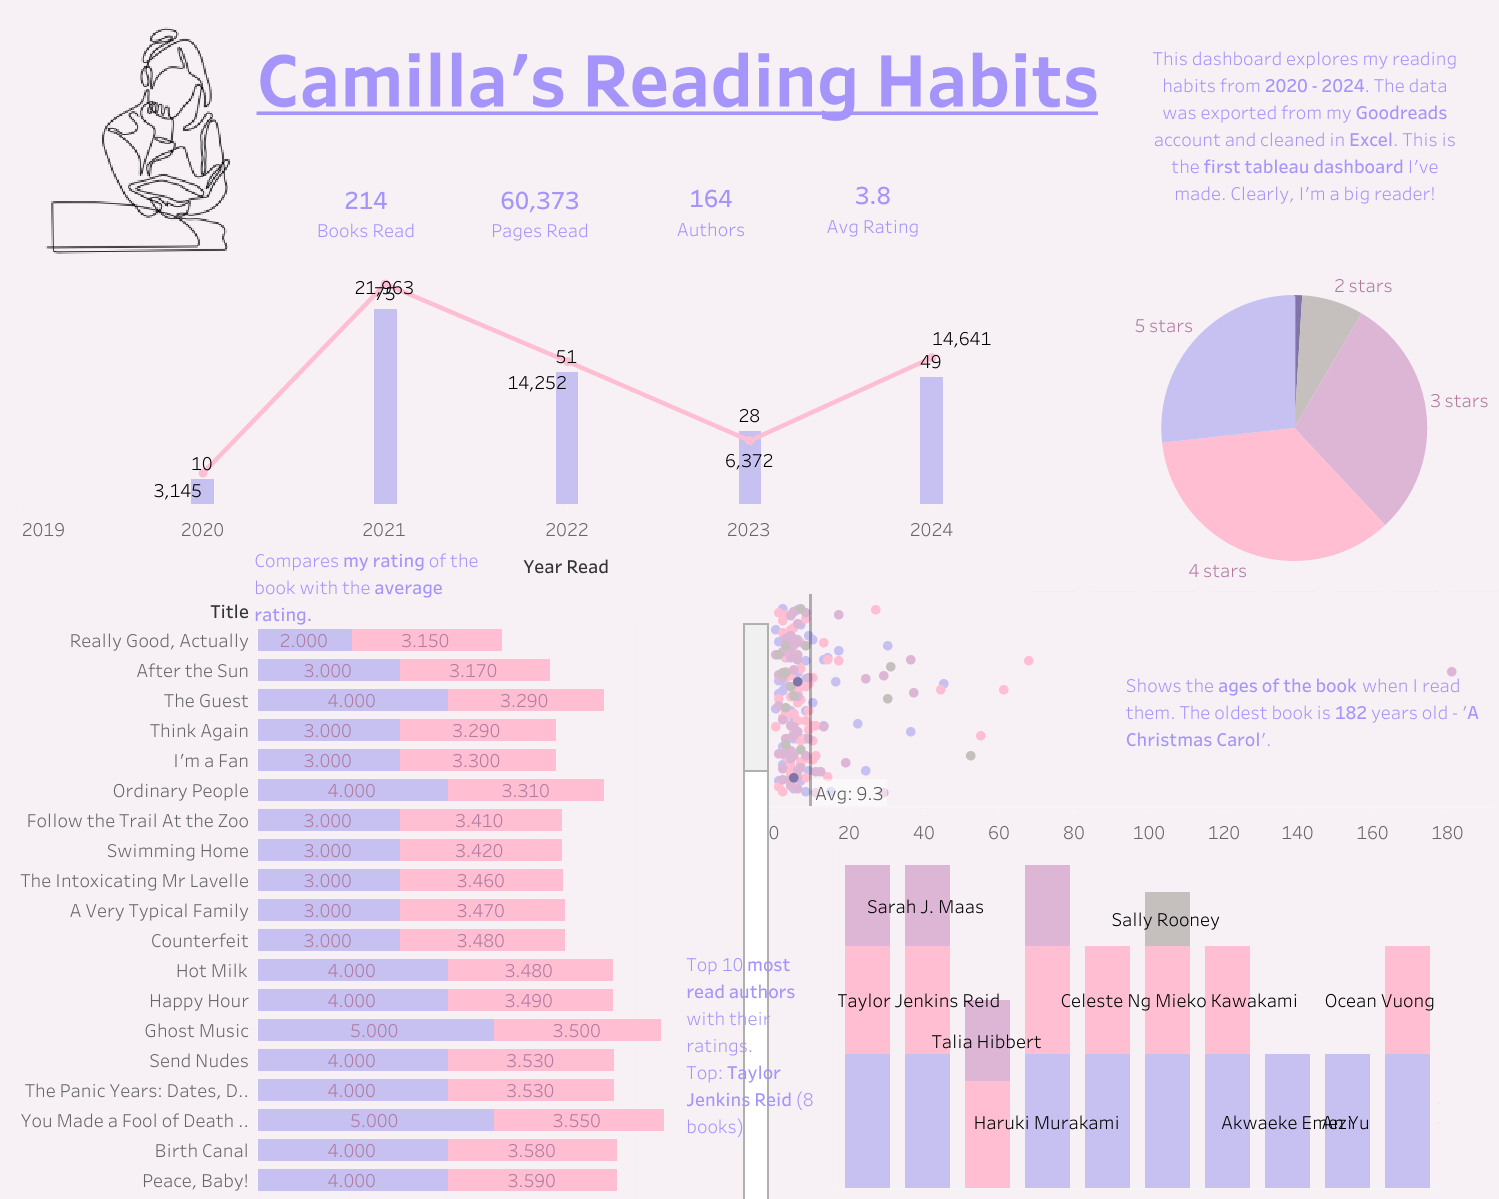 Camilla’s Reading Habits
This dashboard explores my reading
habits from 2020 - 2024. The data
was exported from my Goodreads
account and cleaned in Excel. This is
the first tableau dashboard I’ve
made. Clearly, I’m a big reader!
214
Books Read
60,373
Pages Read
164
Authors
3.8
Avg Rating
21,963
75
51
14,252
28
6,372
14,641
49
10
3,145
2019 2020 2021 2022 2023 2024
Year Read
2 stars
5 stars
3 stars
4 stars
Compares my rating of the
book with the average
rating.
Title
Really Good, Actually 2.000 3.150
After the Sun 3.000 3.170
The Guest 4.000 3.290
Think Again 3.000 3.290
I’m a Fan 3.000 3.300
Ordinary People 4.000 3.310
Follow the Trail At the Zoo 3.000 3.410
Swimming Home 3.000 3.420
The Intoxicating Mr Lavelle 3.000 3.460
A Very Typical Family 3.000 3.470
Counterfeit 3.000 3.480
Hot Milk 4.000 3.480
Happy Hour 4.000 3.490
Ghost Music 5.000 3.500
Send Nudes 4.000 3.530
The Panic Years: Dates, D.. 4.000 3.530
You Made a Fool of Death .. 5.000 3.550
Birth Canal 4.000 3.580
Peace, Baby! 4.000 3.590
Avg: 9.3
0 20 40 60 80 100 120 140 160 180
Shows the ages of the book when I read
them. The oldest book is 182 years old - ‘A
Christmas Carol’.
Top 10 most
read authors
with their
ratings.
Top: Taylor
Jenkins Reid (8
books)
Sarah J. Maas
Sally Rooney
Taylor Jenkins Reid
Celeste Ng
Mieko Kawakami
Ocean Vuong
Talia Hibbert
Haruki Murakami
Akwaeke Emezi
An Yu